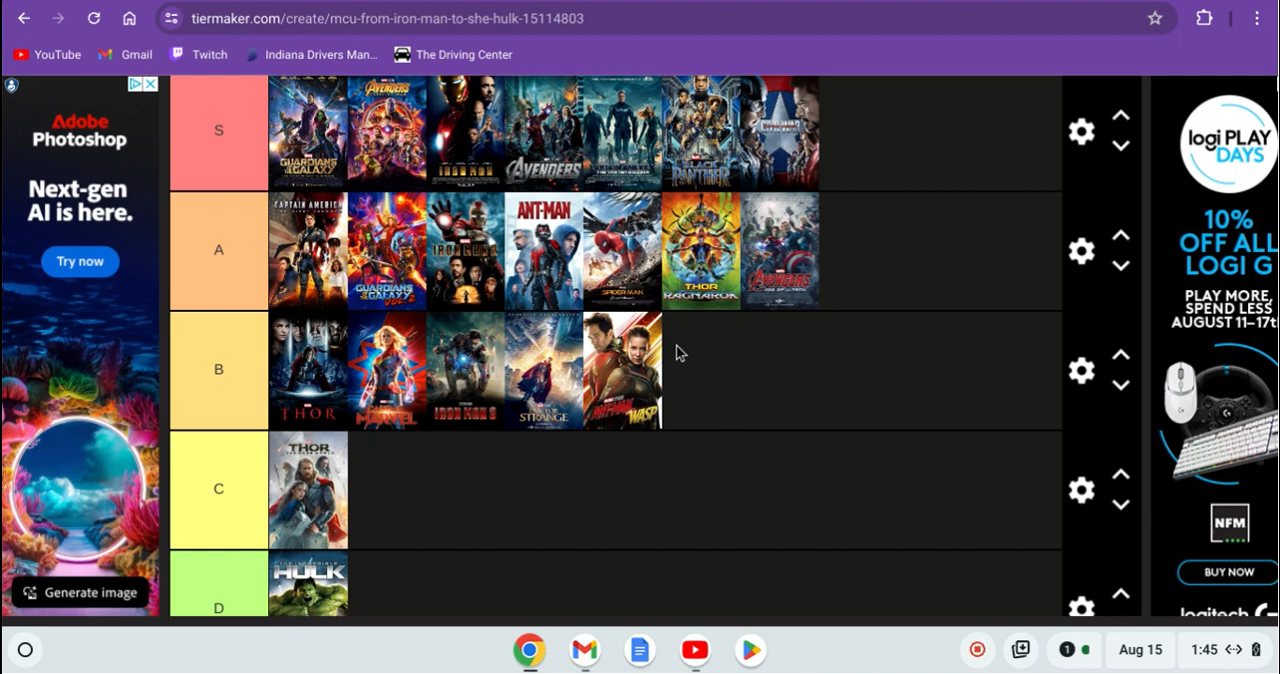 tiermaker.com/create/mcu-from-iron-man-to-she-hulk-15114803
YouTube Gmail Twitch Indiana Drivers Man... The Driving Center
Adobe
Photoshop
Next-gen
AI is here.
Try now
Generate image
S
GUARDIANS
OF THE GALAXY
AVENGERS
IRON MAN
AVENGERS
BLACK
PANTHER
CIVIL WAR
A
CAPTAIN AMERICA
GUARDIANS
OF THE GALAXY VOL. 2
IRON MAN 2
ANT-MAN
SPIDER-MAN
THOR
RAGNAROK
AVENGERS
B
THOR
MARVEL
IRON MAN 3
STRANGE
ANT-MAN
WASP
C
THOR
D
HULK
logi PLAY
DAYS
10%
OFF ALL
LOGI G
PLAY MORE,
SPEND LESS
AUGUST 11–17t
NFM
BUY NOW
logitech G
1
Aug 15
1:45